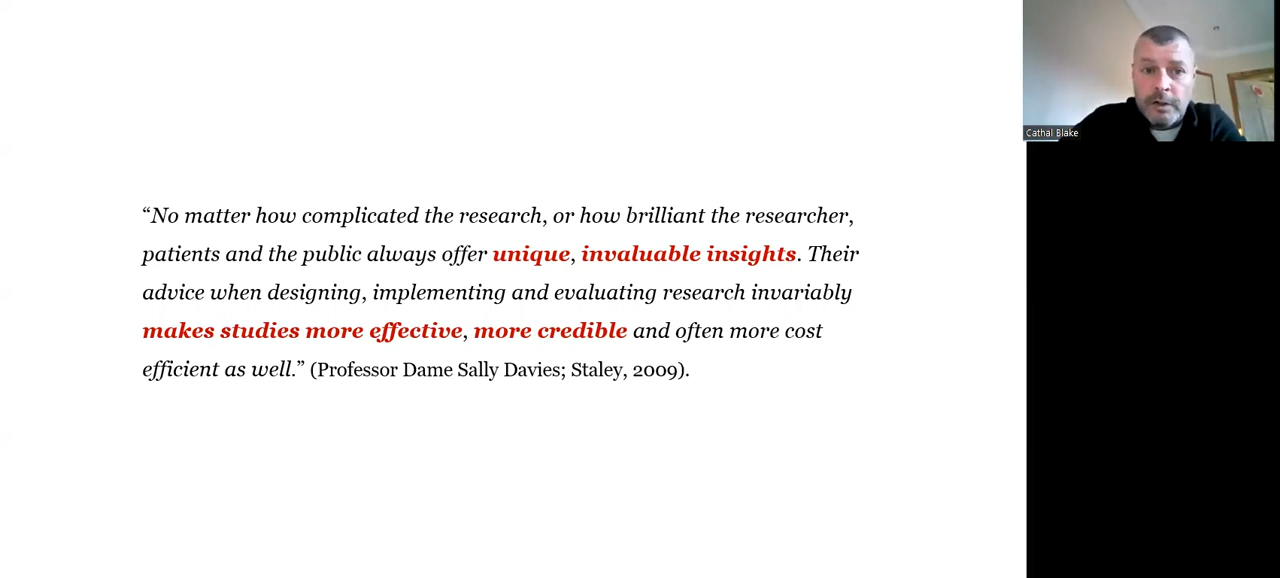 “No matter how complicated the research, or how brilliant the researcher,
patients and the public always offer unique, invaluable insights. Their
advice when designing, implementing and evaluating research invariably
makes studies more effective, more credible and often more cost
efficient as well.” (Professor Dame Sally Davies; Staley, 2009).
Cathal Blake